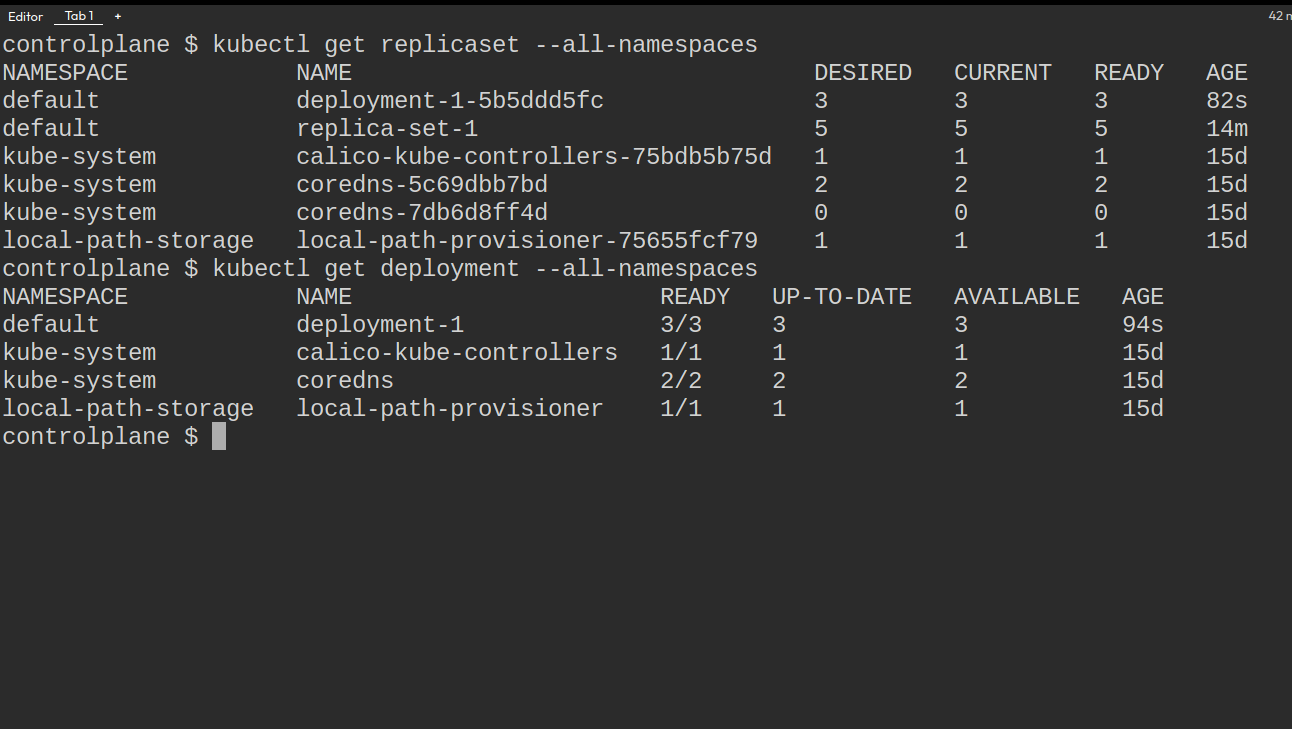 Editor Tab 1 + 42
controlplane $ kubectl get replicaset --all-namespaces
NAMESPACE NAME DESIRED CURRENT READY AGE
default deployment-1-5b5ddd5fc 3 3 3 82s
default replica-set-1 5 5 5 14m
kube-system calico-kube-controllers-75bdb5b75d 1 1 1 15d
kube-system coredns-5c69dbb7bd 2 2 2 15d
kube-system coredns-7db6d8ff4d 0 0 0 15d
local-path-storage local-path-provisioner-75655fcf79 1 1 1 15d
controlplane $ kubectl get deployment --all-namespaces
NAMESPACE NAME READY UP-TO-DATE AVAILABLE AGE
default deployment-1 3/3 3 3 94s
kube-system calico-kube-controllers 1/1 1 1 15d
kube-system coredns 2/2 2 2 15d
local-path-storage local-path-provisioner 1/1 1 1 15d
controlplane $